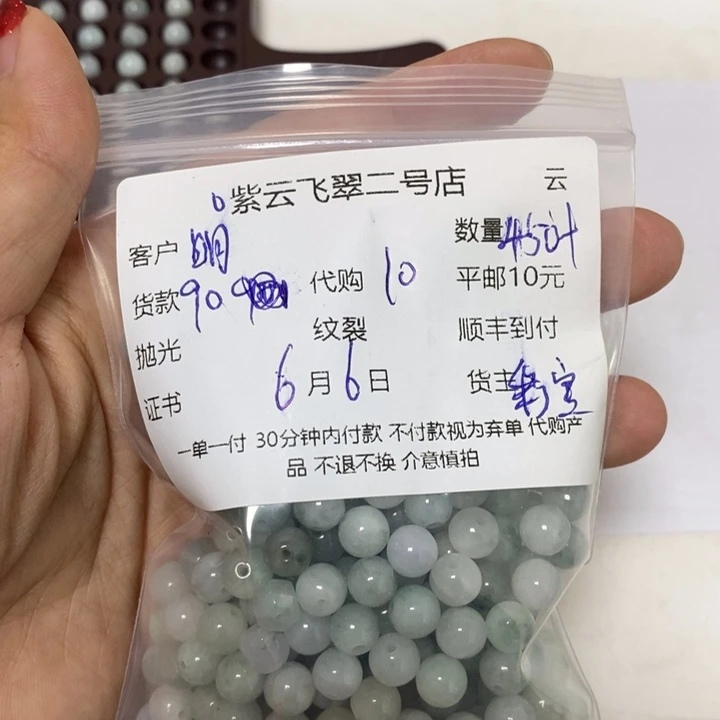 紫云飞翠二号店 云
客户 明 数量
货款 90 代购 10 平邮10元
抛光 纹裂 顺丰到付
证书 6月6日 货主
一单一付 30分钟内付款 不付款视为弃单 代购产
品 不退不换 介意慎拍